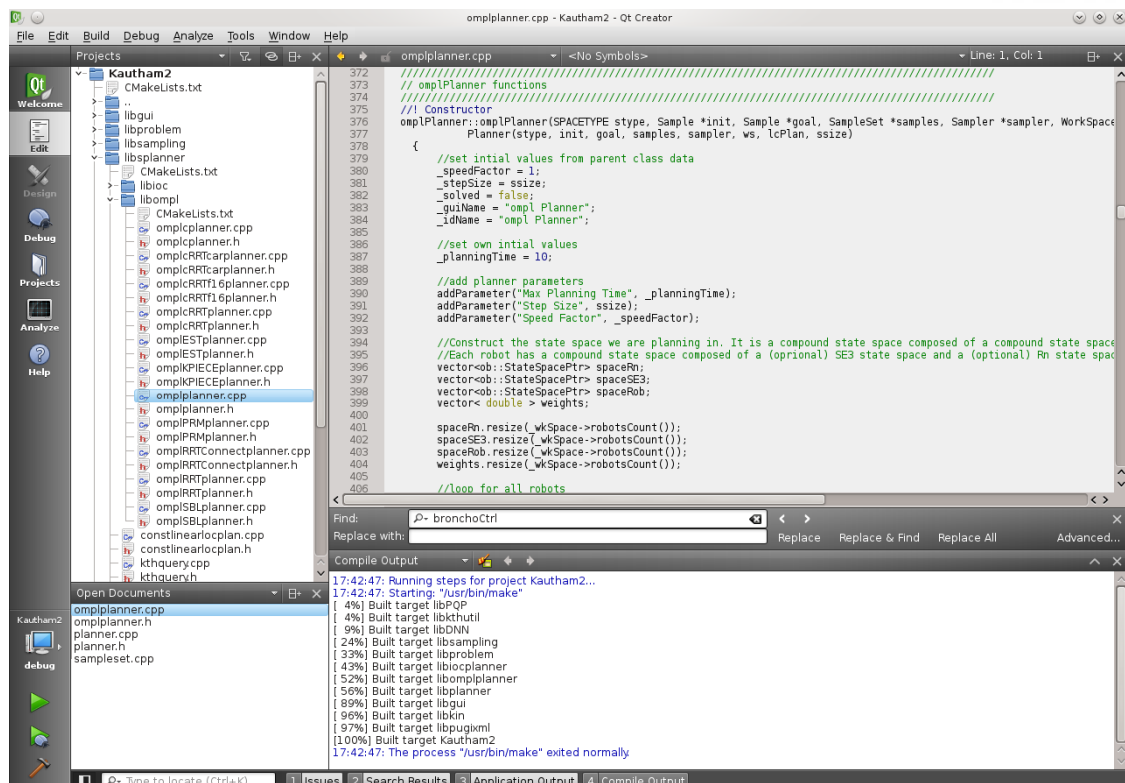 omplplanner.cpp - Kautham2 - Qt Creator
File Edit Build Debug Analyze Tools Window Help
Projects
omplplanner.cpp
<No Symbols>
Line: 1, Col: 1
Welcome
Edit
Design
Debug
Projects
Analyze
Help
Kautham2
debug
Kautham2
CMakeLists.txt
..
libgui
libproblem
libsampling
libsplanner
CMakeLists.txt
libioc
libompl
CMakeLists.txt
omplcplanner.cpp
omplcplanner.h
omplcRRTcarplanner.cpp
omplcRRTcarplanner.h
omplcRRTf16planner.cpp
omplcRRTf16planner.h
omplcRRTplanner.cpp
omplcRRTplanner.h
omplESTplanner.cpp
omplESTplanner.h
omplKPIECEplanner.cpp
omplKPIECEplanner.h
omplplanner.cpp
omplplanner.h
omplPRMplanner.cpp
omplPRMplanner.h
omplRRTConnectplanner.cpp
omplRRTConnectplanner.h
omplRRTplanner.cpp
omplRRTplanner.h
omplSBLplanner.cpp
omplSBLplanner.h
constlinearlocplan.cpp
constlinearlocplan.h
kthquery.cpp
kthquery.h
Open Documents
omplplanner.cpp
omplplanner.h
planner.cpp
planner.h
sampleset.cpp
372 //////////////////////////////////////////////////////////////////////////////////////////
373 // omplPlanner functions
374 //////////////////////////////////////////////////////////////////////////////////////////
375 //! Constructor
376 omplPlanner::omplPlanner(SPACETYPE stype, Sample *init, Sample *goal, SampleSet *samples, Sampler *sampler, WorkSpace
377 Planner(stype, init, goal, samples, sampler, ws, lcPlan, ssize)
378 {
379 //set intial values from parent class data
380 _speedFactor = 1;
381 _stepSize = ssize;
382 _solved = false;
383 _guiName = "ompl Planner";
384 _idName = "ompl Planner";
385
386 //set own intial values
387 _planningTime = 10;
388
389 //add planner parameters
390 addParameter("Max Planning Time", _planningTime);
391 addParameter("Step Size", ssize);
392 addParameter("Speed Factor", _speedFactor);
393
394 //Construct the state space we are planning in. It is a compound state space composed of a compound state space
395 //Each robot has a compound state space composed of a (oprional) SE3 state space and a (optional) Rn state spac
396 vector<ob::StateSpacePtr> spaceRn;
397 vector<ob::StateSpacePtr> spaceSE3;
398 vector<ob::StateSpacePtr> spaceRob;
399 vector< double > weights;
400
401 spaceRn.resize(_wkSpace->robotsCount());
402 spaceSE3.resize(_wkSpace->robotsCount());
403 spaceRob.resize(_wkSpace->robotsCount());
404 weights.resize(_wkSpace->robotsCount());
405
406 //loop for all robots
Find: bronchoCtrl
Replace with: Replace Replace & Find Replace All Advanced...
Compile Output
17:42:47: Running steps for project Kautham2...
17:42:47: Starting: "/usr/bin/make"
[ 4%] Built target libPQP
[ 4%] Built target libkthutil
[ 9%] Built target libDNN
[ 24%] Built target libsampling
[ 33%] Built target libproblem
[ 43%] Built target libiocplanner
[ 52%] Built target libomplplanner
[ 56%] Built target libplanner
[ 89%] Built target libgui
[ 96%] Built target libkin
[ 97%] Built target libpugixml
[100%] Built target Kautham2
17:42:47: The process "/usr/bin/make" exited normally.
Type to locate (Ctrl+K) 1 Issues 2 Search Results 3 Application Output 4 Compile Output